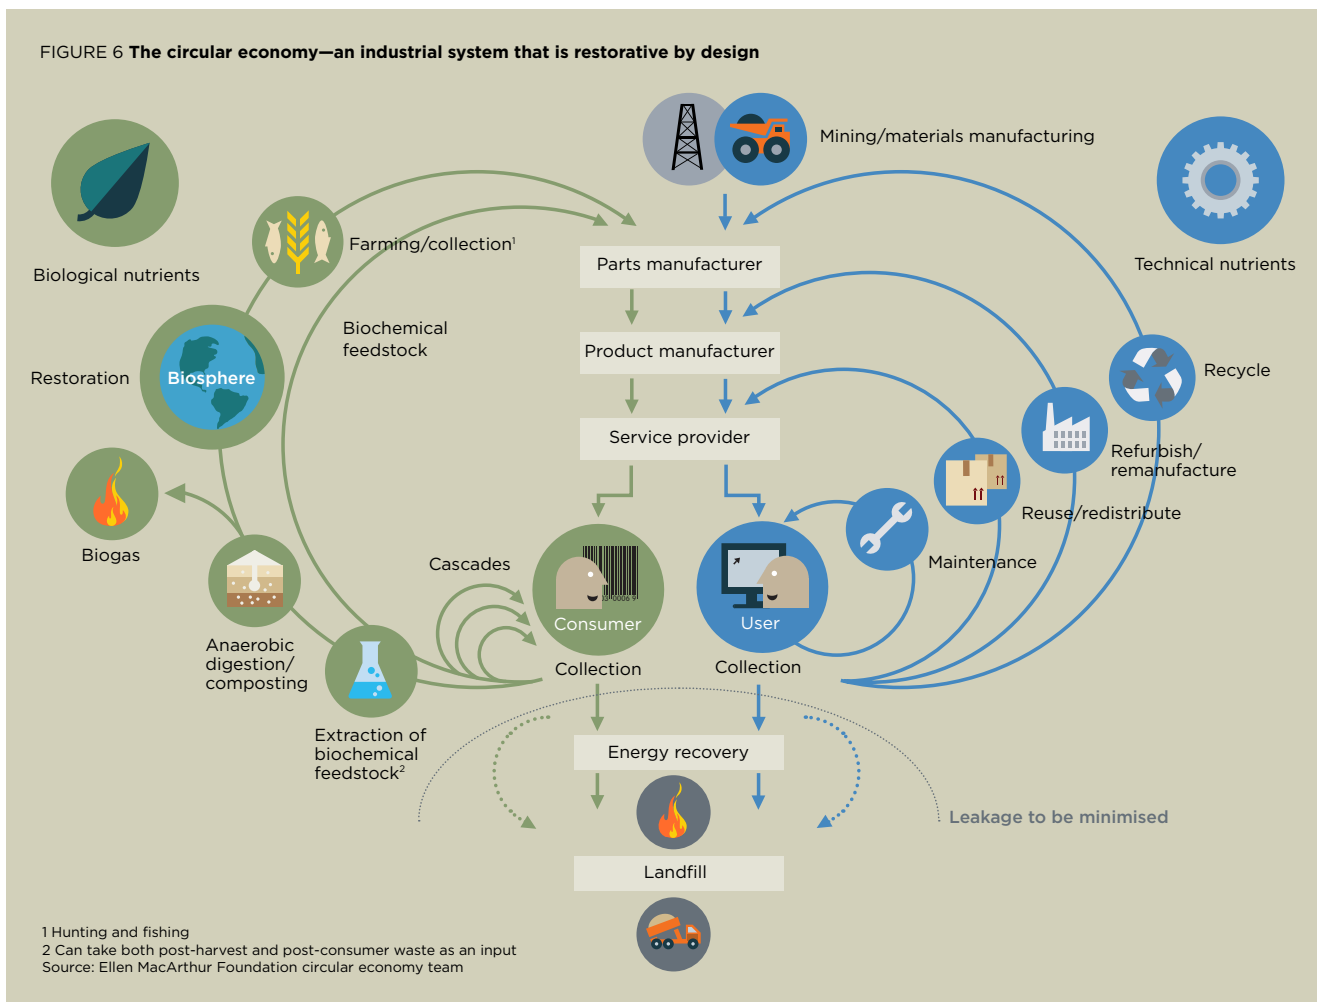 FIGURE 6 The circular economy—an industrial system that is restorative by design
Mining/materials manufacturing
Biological nutrients
Technical nutrients
Farming/collection1
Parts manufacturer
Biochemical
feedstock
Product manufacturer
Restoration
Biosphere
Recycle
Service provider
Refurbish/
remanufacture
Reuse/redistribute
Biogas
Cascades
Maintenance
Consumer
User
Anaerobic
digestion/
composting
Collection
Collection
Extraction of
biochemical
feedstock2
Energy recovery
Leakage to be minimised
Landfill
1 Hunting and fishing
2 Can take both post-harvest and post-consumer waste as an input
Source: Ellen MacArthur Foundation circular economy team